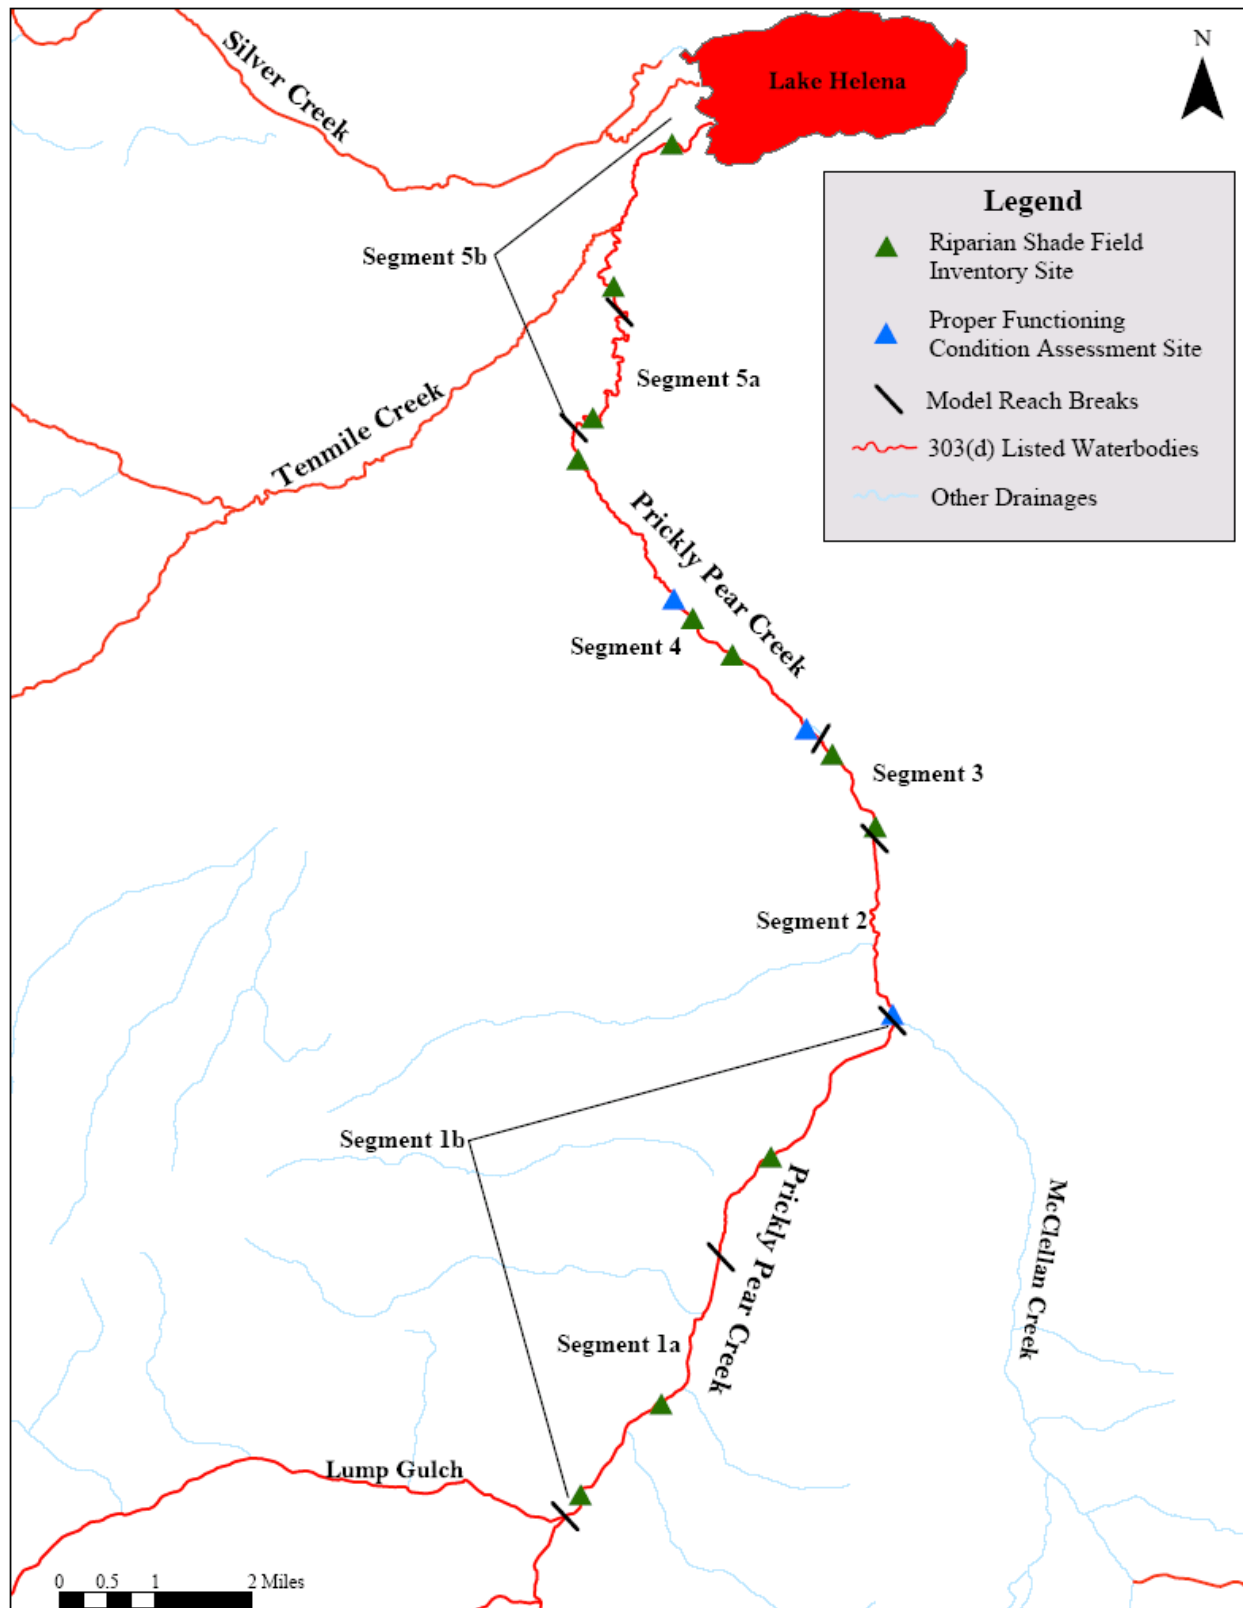 Silver Creek
Lake Helena
N
Legend
Riparian Shade Field
Inventory Site
Proper Functioning
Condition Assessment Site
Model Reach Breaks
303(d) Listed Waterbodies
Other Drainages
Segment 5b
Segment 5a
Tenmile Creek
Prickly Pear Creek
Segment 4
Segment 3
Segment 2
Segment 1b
Prickly Pear Creek
McClellan Creek
Segment 1a
Lump Gulch
0 0.5 1 2 Miles